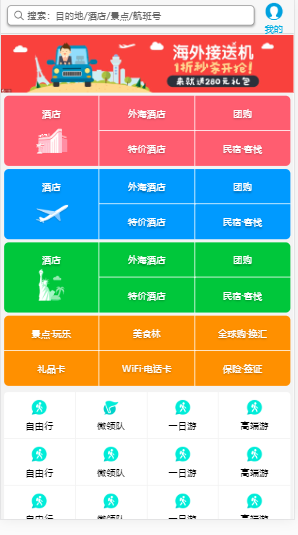 搜索：目的地/酒店/景点/航班号
我的
海外接送机
1折秒杀开抢!
来就送280元礼包
酒店 外海酒店 团购
特价酒店 民宿·客栈
酒店 外海酒店 团购
特价酒店 民宿·客栈
酒店 外海酒店 团购
特价酒店 民宿·客栈
景点·玩乐 美食林 全球购·换汇
礼品卡 WiFi·电话卡 保险·签证
自由行 微领队 一日游 高端游
自由行 微领队 一日游 高端游
自由行 微领队 一日游 高端游